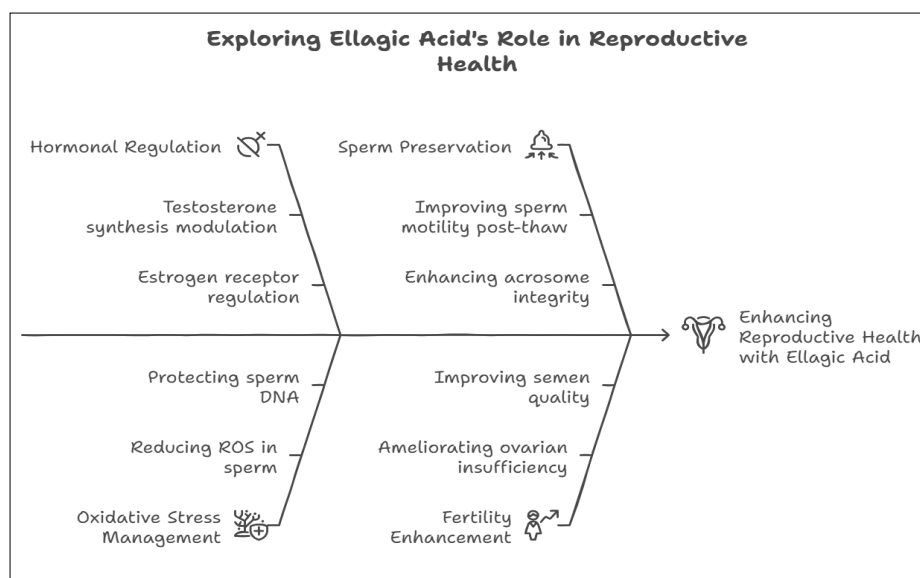 Exploring Ellagic Acid's Role in Reproductive
Health
Hormonal Regulation
Testosterone
synthesis modulation
Estrogen receptor
regulation
Sperm Preservation
Improving sperm
motility post-thaw
Enhancing acrosome
integrity
Enhancing
Reproductive Health
with Ellagic Acid
Protecting sperm
DNA
Reducing ROS in
sperm
Oxidative Stress
Management
Improving semen
quality
Ameliorating ovarian
insufficiency
Fertility
Enhancement